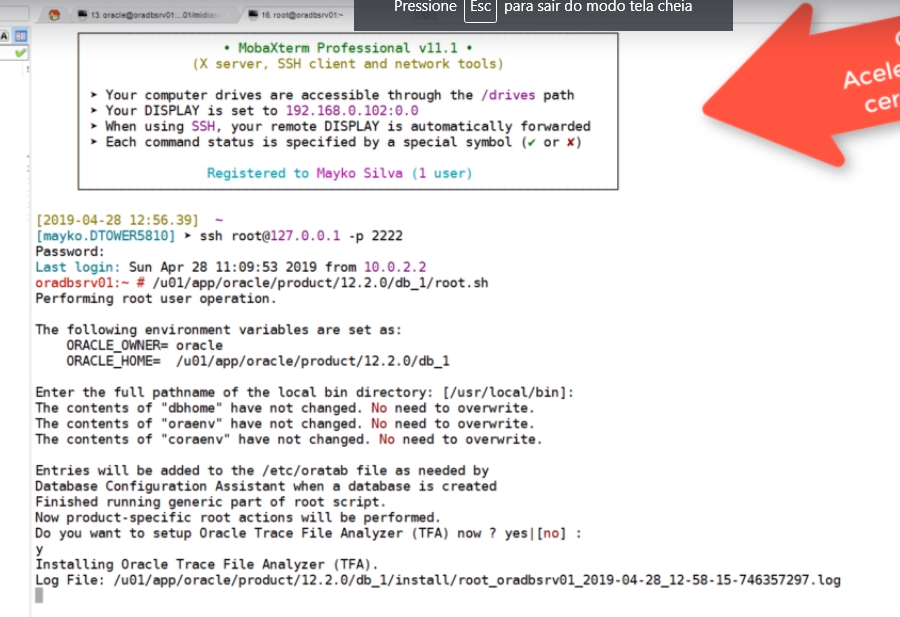 13. oracle@oradbsrv01:...01/midias
16. root@oradbsrv01:~
Pressione Esc para sair do modo tela cheia
A
• MobaXterm Professional v11.1 •
(X server, SSH client and network tools)
➤ Your computer drives are accessible through the /drives path
➤ Your DISPLAY is set to 192.168.0.102:0.0
➤ When using SSH, your remote DISPLAY is automatically forwarded
➤ Each command status is specified by a special symbol (✔ or ✘)
Registered to Mayko Silva (1 user)
[2019-04-28 12:56.39] ~
[mayko.DTOWER5810] ➤ ssh root@127.0.0.1 -p 2222
Password:
Last login: Sun Apr 28 11:09:53 2019 from 10.0.2.2
oradbsrv01:~ # /u01/app/oracle/product/12.2.0/db_1/root.sh
Performing root user operation.
The following environment variables are set as:
ORACLE_OWNER= oracle
ORACLE_HOME= /u01/app/oracle/product/12.2.0/db_1
Enter the full pathname of the local bin directory: [/usr/local/bin]:
The contents of "dbhome" have not changed. No need to overwrite.
The contents of "oraenv" have not changed. No need to overwrite.
The contents of "coraenv" have not changed. No need to overwrite.
Entries will be added to the /etc/oratab file as needed by
Database Configuration Assistant when a database is created
Finished running generic part of root script.
Now product-specific root actions will be performed.
Do you want to setup Oracle Trace File Analyzer (TFA) now ? yes|[no] :
y
Installing Oracle Trace File Analyzer (TFA).
Log File: /u01/app/oracle/product/12.2.0/db_1/install/root_oradbsrv01_2019-04-28_12-58-15-746357297.log